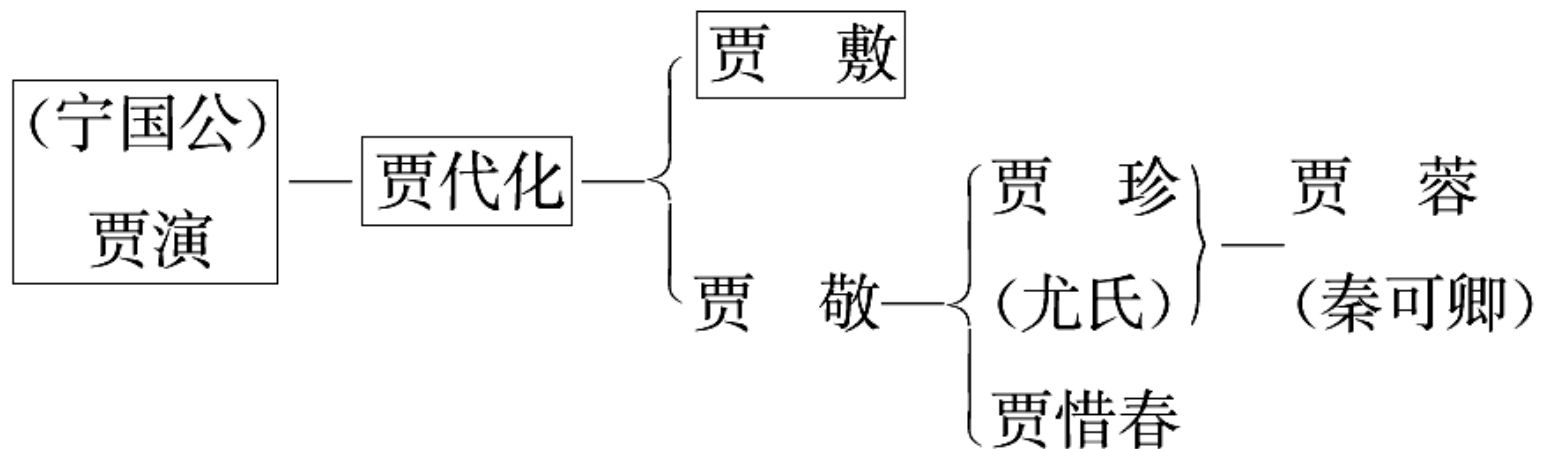 (宁国公)
贾演
贾代化
贾 敷
贾 敬
贾 珍
(尤氏)
贾惜春
贾 蓉
(秦可卿)